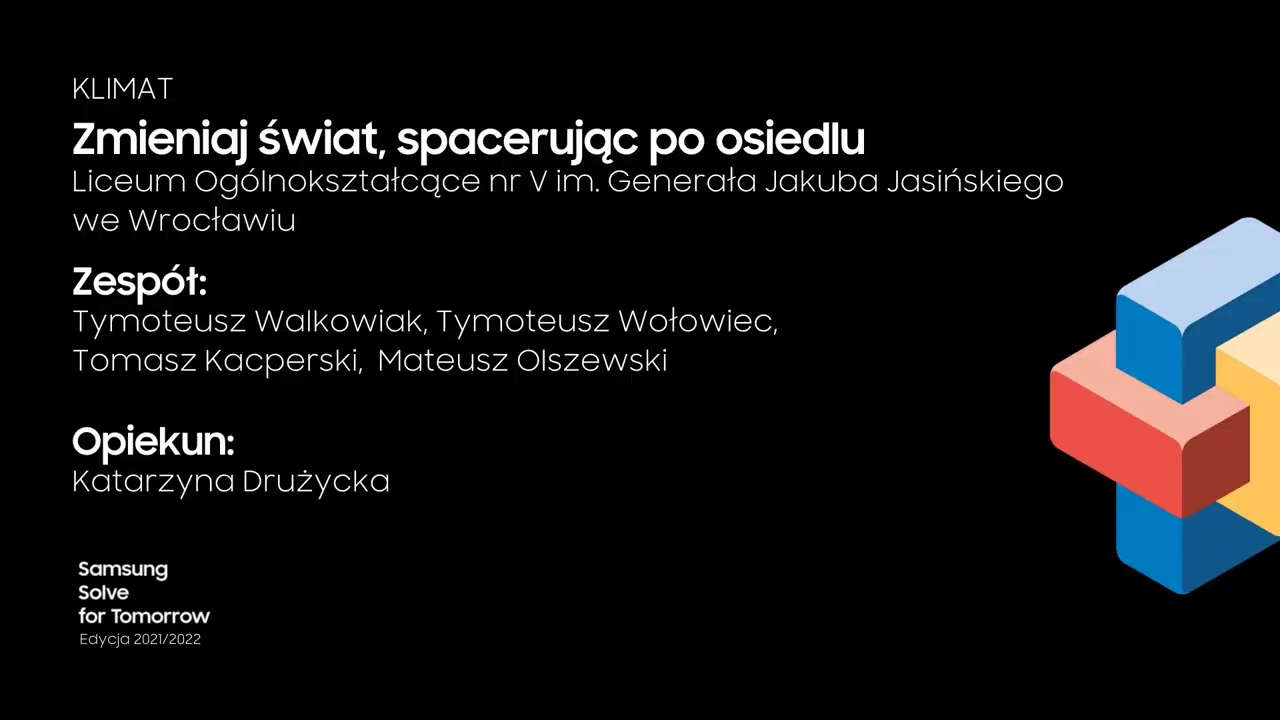 KLIMAT
Zmieniaj świat, spacerując po osiedlu
Liceum Ogólnokształcące nr V im. Generała Jakuba Jasińskiego
we Wrocławiu
Zespół:
Tymoteusz Walkowiak, Tymoteusz Wołowiec,
Tomasz Kacperski, Mateusz Olszewski
Opiekun:
Katarzyna Drużycka
Samsung
Solve
for Tomorrow
Edycja 2021/2022